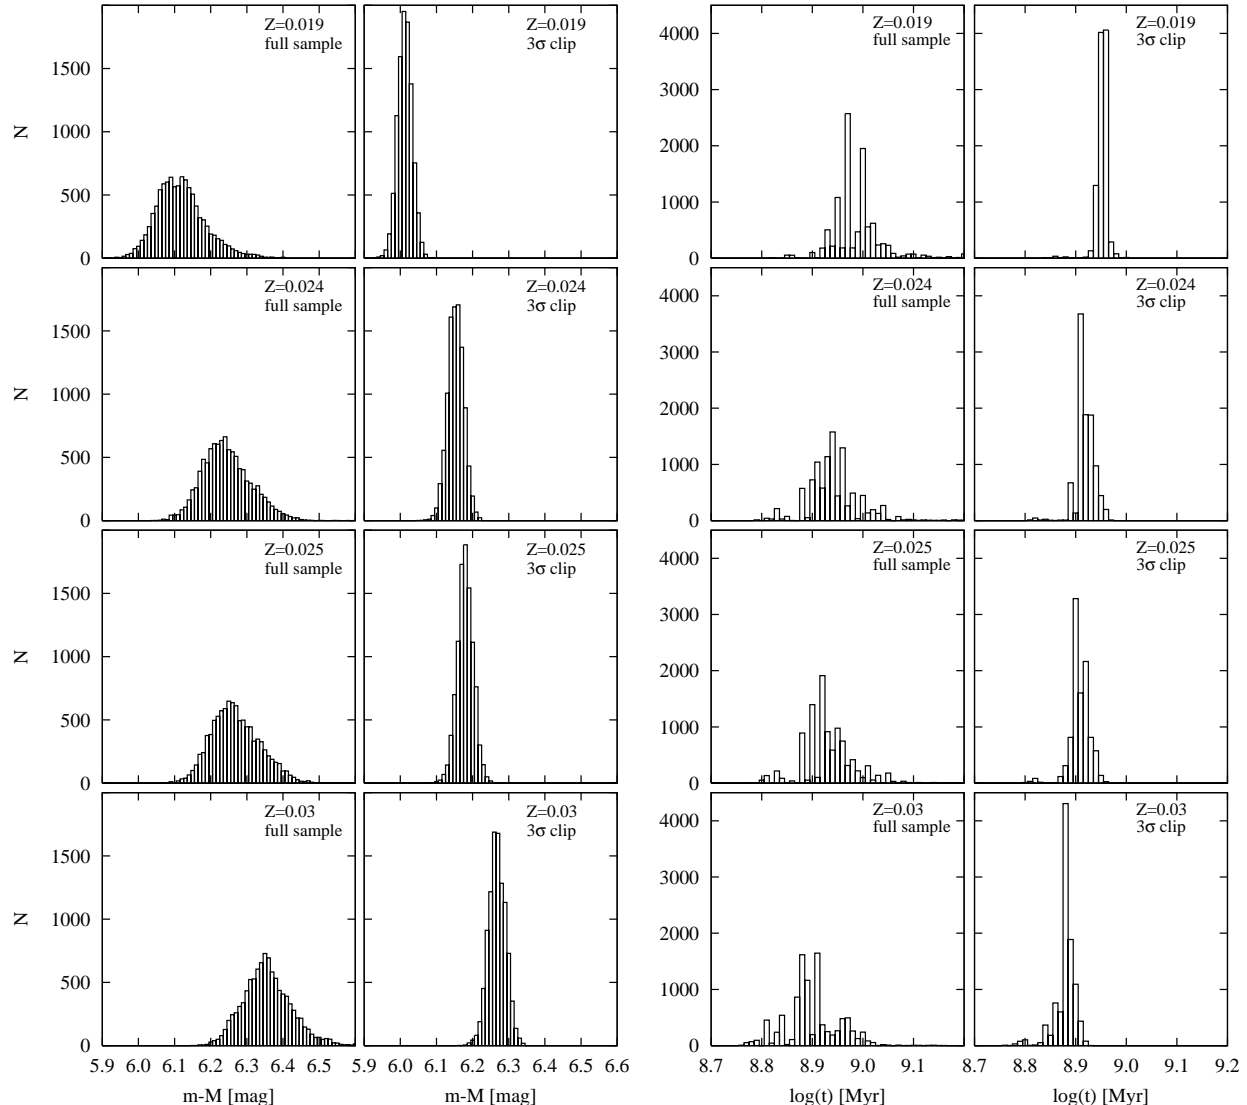 Z=0.019
full sample
Z=0.019
3σ clip
Z=0.019
full sample
Z=0.019
3σ clip
N
1500
1000
500
0
4000
3000
2000
1000
0
Z=0.024
full sample
Z=0.024
3σ clip
Z=0.024
full sample
Z=0.024
3σ clip
N
1500
1000
500
0
4000
3000
2000
1000
0
Z=0.025
full sample
Z=0.025
3σ clip
Z=0.025
full sample
Z=0.025
3σ clip
N
1500
1000
500
0
4000
3000
2000
1000
0
Z=0.03
full sample
Z=0.03
3σ clip
Z=0.03
full sample
Z=0.03
3σ clip
N
1500
1000
500
0
4000
3000
2000
1000
0
5.9 6.0 6.1 6.2 6.3 6.4 6.5 5.9 6.0 6.1 6.2 6.3 6.4 6.5 6.6
8.7 8.8 8.9 9.0 9.1 8.7 8.8 8.9 9.0 9.1 9.2
m-M [mag]
m-M [mag]
log(t) [Myr]
log(t) [Myr]